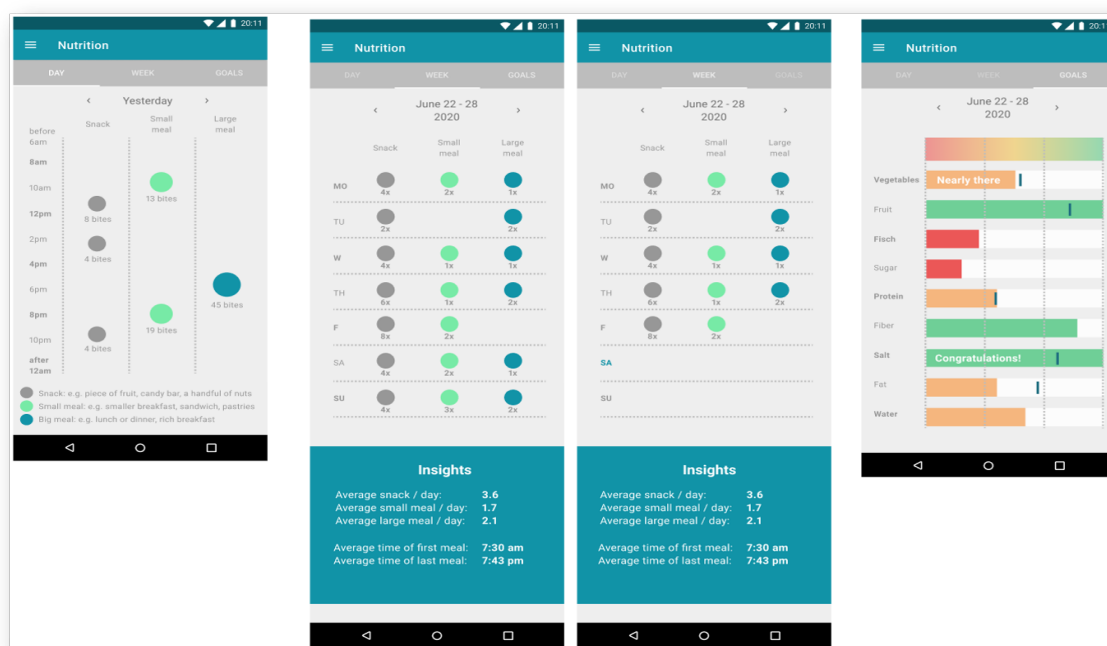 20:11
Nutrition
DAY WEEK GOALS
‹ Yesterday ›
Snack Small meal Large meal
before 6am
8am
10am
13 bites
12pm
8 bites
2pm
4 bites
4pm
6pm
45 bites
8pm
19 bites
10pm
4 bites
after 12am
Snack: e.g. piece of fruit, candy bar, a handful of nuts
Small meal: e.g. smaller breakfast, sandwich, pastries
Big meal: e.g. lunch or dinner, rich breakfast
20:11
Nutrition
DAY WEEK GOALS
‹ June 22 - 28 ›
2020
Snack Small meal Large meal
MO 4x 2x 1x
TU 2x 2x
W 4x 1x 1x
TH 6x 1x 2x
F 8x 2x
SA 4x 2x 1x
SU 4x 3x 2x
Insights
Average snack / day: 3.6
Average small meal / day: 1.7
Average large meal / day: 2.1
Average time of first meal: 7:30 am
Average time of last meal: 7:43 pm
20:11
Nutrition
DAY WEEK GOALS
‹ June 22 - 28 ›
2020
Snack Small meal Large meal
MO 4x 2x 1x
TU 2x 2x
W 4x 1x 1x
TH 6x 1x 2x
F 8x 2x
SA
SU
Insights
Average snack / day: 3.6
Average small meal / day: 1.7
Average large meal / day: 2.1
Average time of first meal: 7:30 am
Average time of last meal: 7:43 pm
20:11
Nutrition
DAY WEEK GOALS
‹ June 22 - 28 ›
2020
Vegetables Nearly there
Fruit
Fisch
Sugar
Protein
Fiber
Salt Congratulations!
Fat
Water